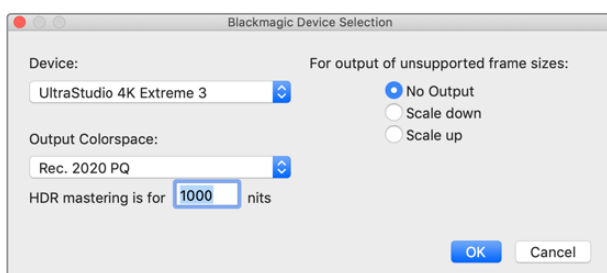 Blackmagic Device Selection
Device:
UltraStudio 4K Extreme 3
Output Colorspace:
Rec. 2020 PQ
HDR mastering is for 1000 nits
For output of unsupported frame sizes:
No Output
Scale down
Scale up
OK
Cancel